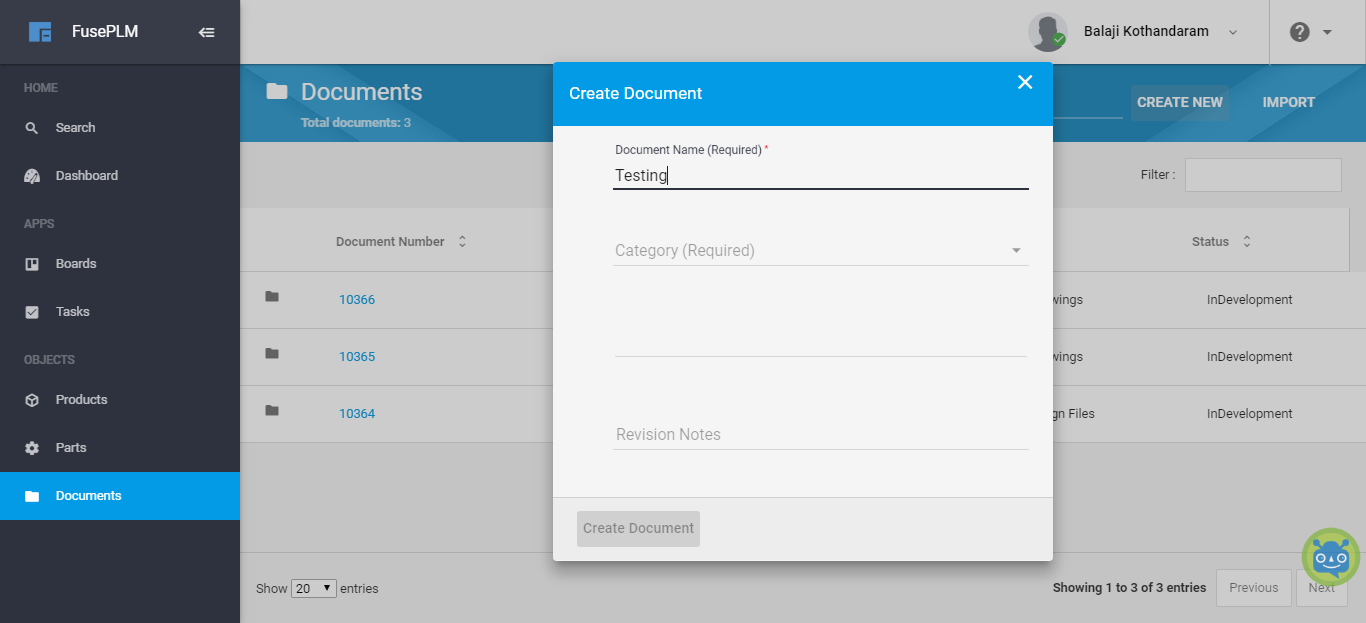 FusePLM
Balaji Kothandaram
?
HOME
Search
Dashboard
APPS
Boards
Tasks
OBJECTS
Products
Parts
Documents
Documents
Total documents: 3
CREATE NEW
IMPORT
Filter :
Document Number
Status
10366
wings
InDevelopment
10365
wings
InDevelopment
10364
gn Files
InDevelopment
Create Document
Document Name (Required) *
Testing
Category (Required)
Revision Notes
Create Document
Show 20 entries
Showing 1 to 3 of 3 entries
Previous
Next